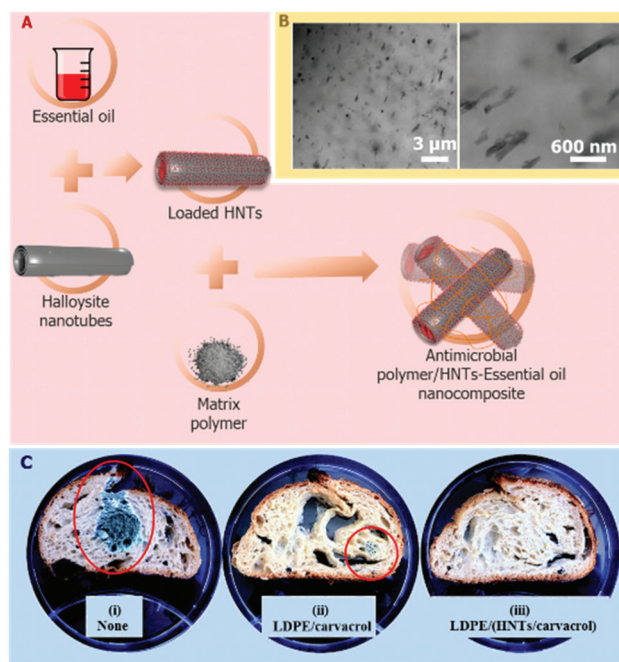 A
Essential oil
Loaded HNTs
Halloysite
nanotubes
Matrix
polymer
Antimicrobial
polymer/HNTs-Essential oil
nanocomposite
B
3 μm
600 nm
C
(i)
None
(ii)
LDPE/carvacrol
(iii)
LDPE/(HNTs/carvacrol)